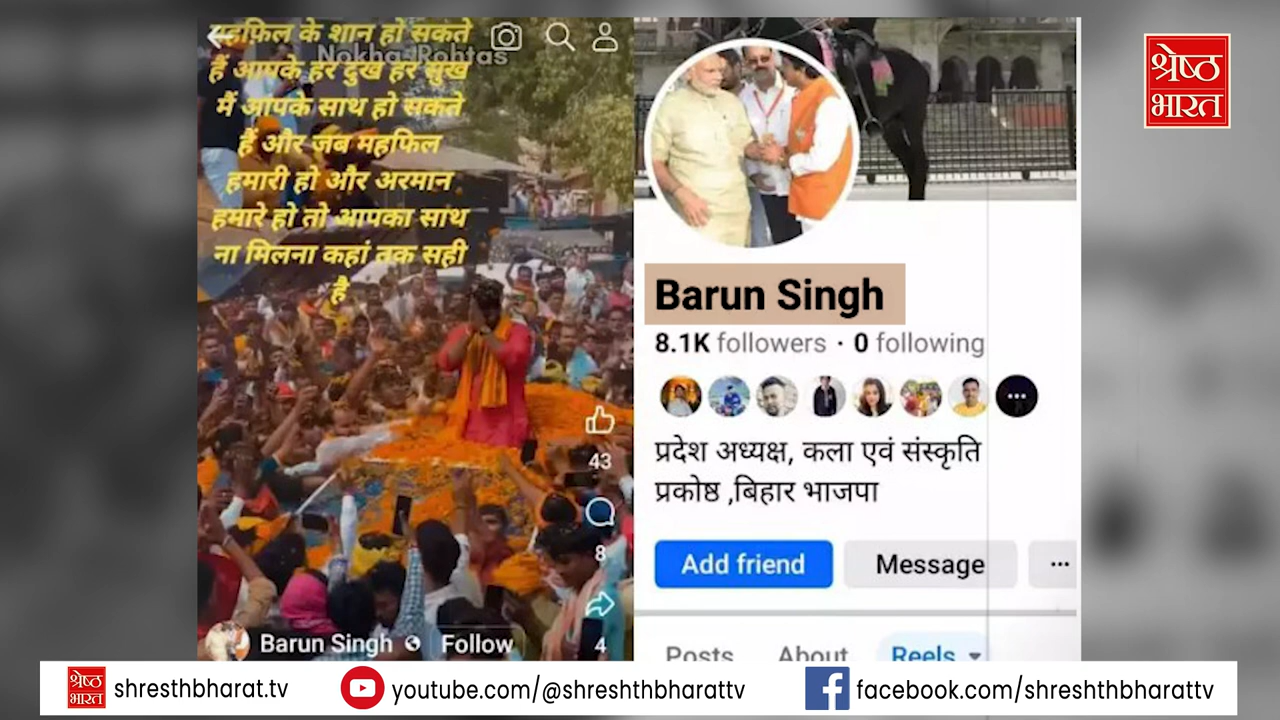 महफ़िल के शान हो सकते
Nokha, Rohtas
हैं आपके हर दुख हर सुख
मैं आपके साथ हो सकते
हैं और जब महफिल
हमारी हो और अरमान
हमारे हो तो आपका साथ
ना मिलना कहां तक सही
है
43
8
4
Barun Singh
Follow
Barun Singh
8.1K followers · 0 following
प्रदेश अध्यक्ष, कला एवं संस्कृति
प्रकोष्ठ ,बिहार भाजपा
Add friend
Message
Posts
About
Reels
श्रेष्ठ
भारत
श्रेष्ठ
भारत
shresthbharat.tv
youtube.com/@shreshthbharattv
facebook.com/shreshthbharattv